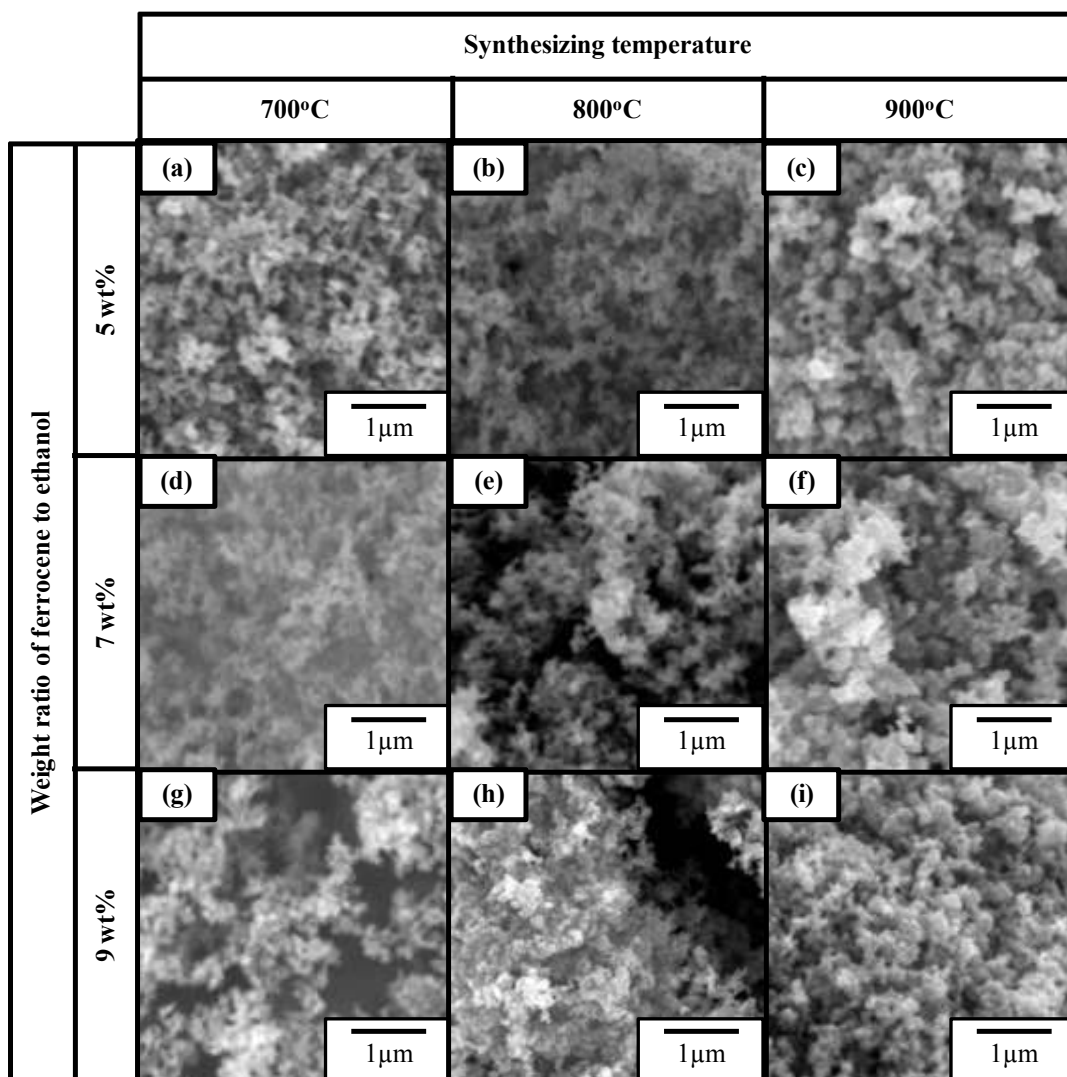 Synthesizing temperature
700°C
800°C
900°C
Weight ratio of ferrocene to ethanol
5 wt%
(a)
1μm
(b)
1μm
(c)
1μm
7 wt%
(d)
1μm
(e)
1μm
(f)
1μm
9 wt%
(g)
1μm
(h)
1μm
(i)
1μm